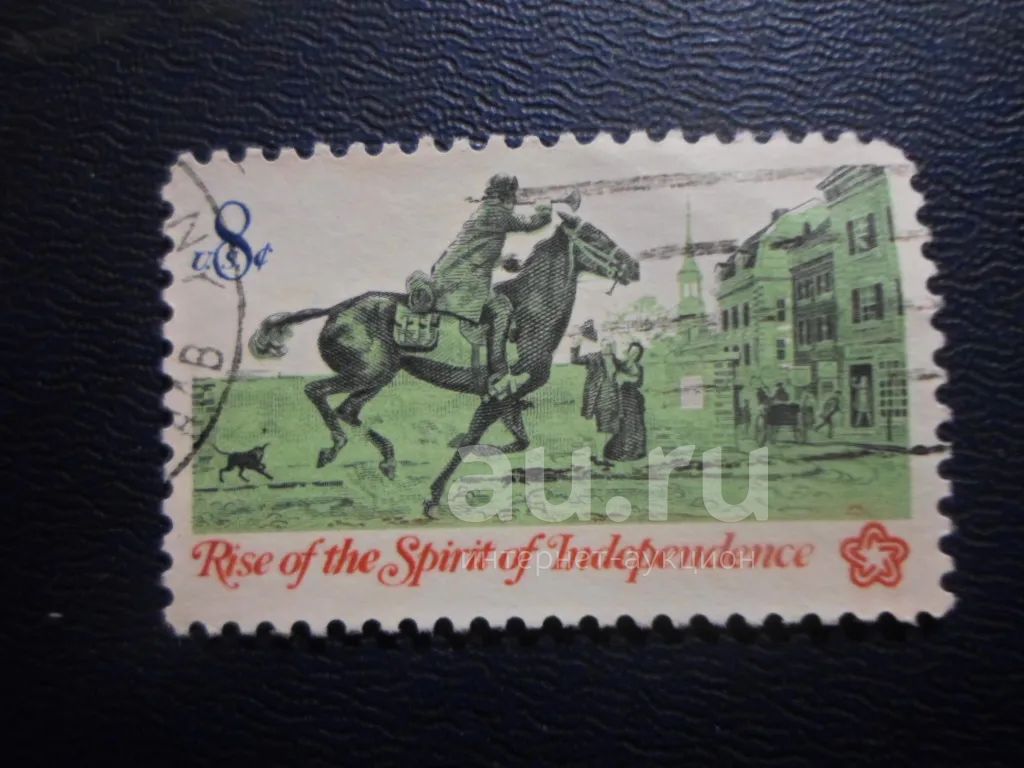 8
U.S. ¢
au.ru
Rise of the Spirit of Independence
интернет-аукцион